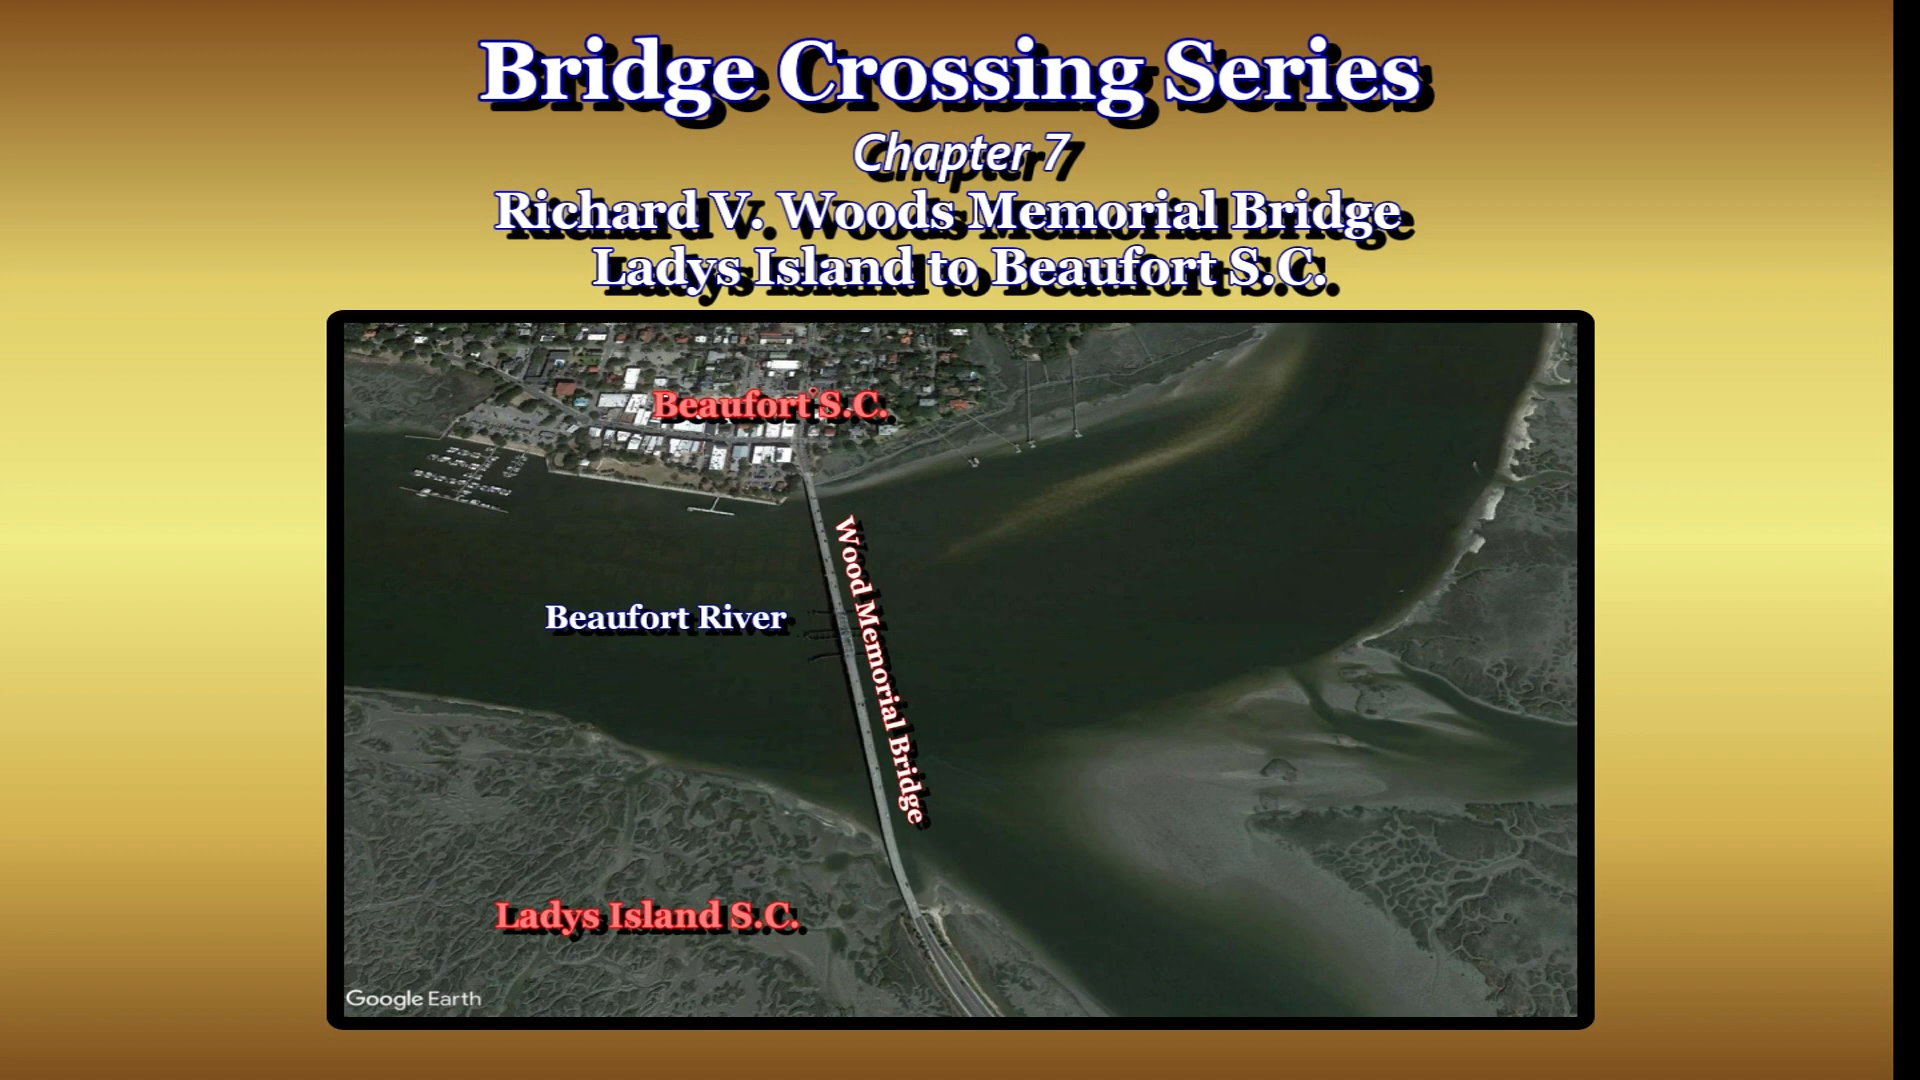 Bridge Crossing Series
Chapter 7
Richard V. Woods Memorial Bridge
Ladys Island to Beaufort S.C.
Beaufort S.C.
Wood Memorial Bridge
Beaufort River
Ladys Island S.C.
Google Earth